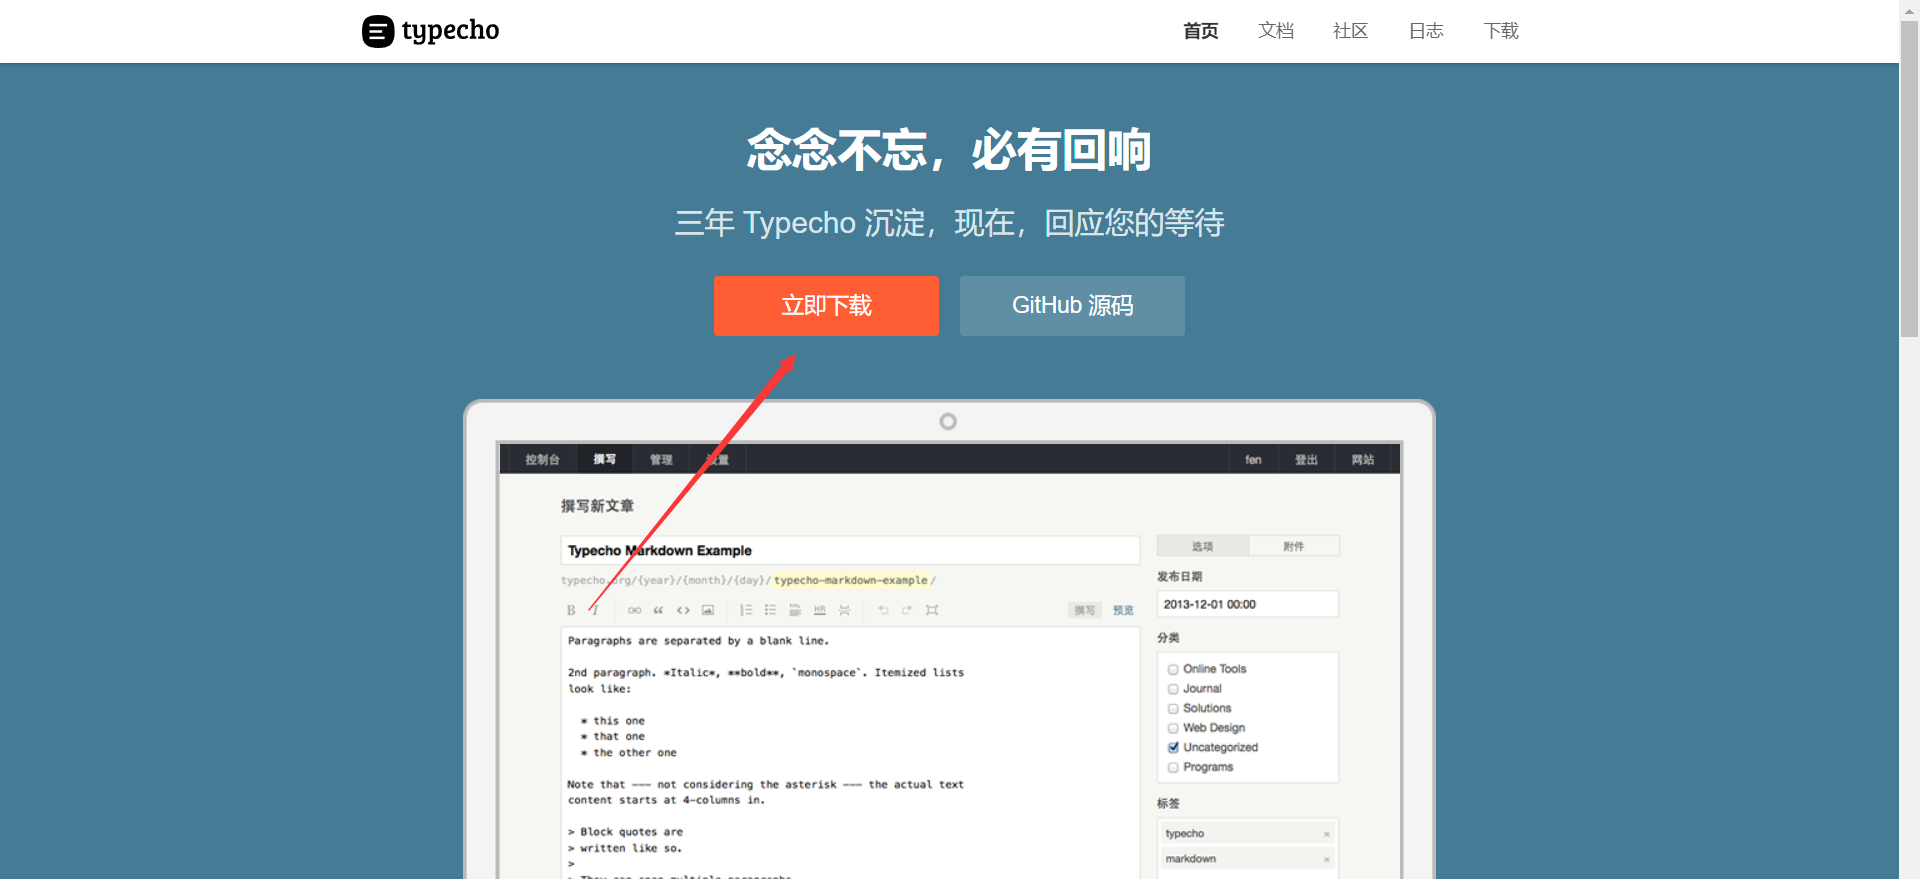 typecho
首页 文档 社区 日志 下载
念念不忘，必有回响
三年 Typecho 沉淀，现在，回应您的等待
立即下载 GitHub 源码
控制台 撰写 管理 设置 fen 登出 网站
撰写新文章
Typecho Markdown Example
选项 附件
typecho.org/{year}/{month}/{day}/typecho-markdown-example/
发布日期
2013-12-01 00:00
B I 撰写 预览
Paragraphs are separated by a blank line.
2nd paragraph. *Italic*, **bold**, `monospace`. Itemized lists
look like:
* this one
* that one
* the other one
Note that --- not considering the asterisk --- the actual text
content starts at 4-columns in.
> Block quotes are
> written like so.
>
> They can span multiple paragraphs
分类
Online Tools
Journal
Solutions
Web Design
Uncategorized
Programs
标签
typecho ×
markdown ×